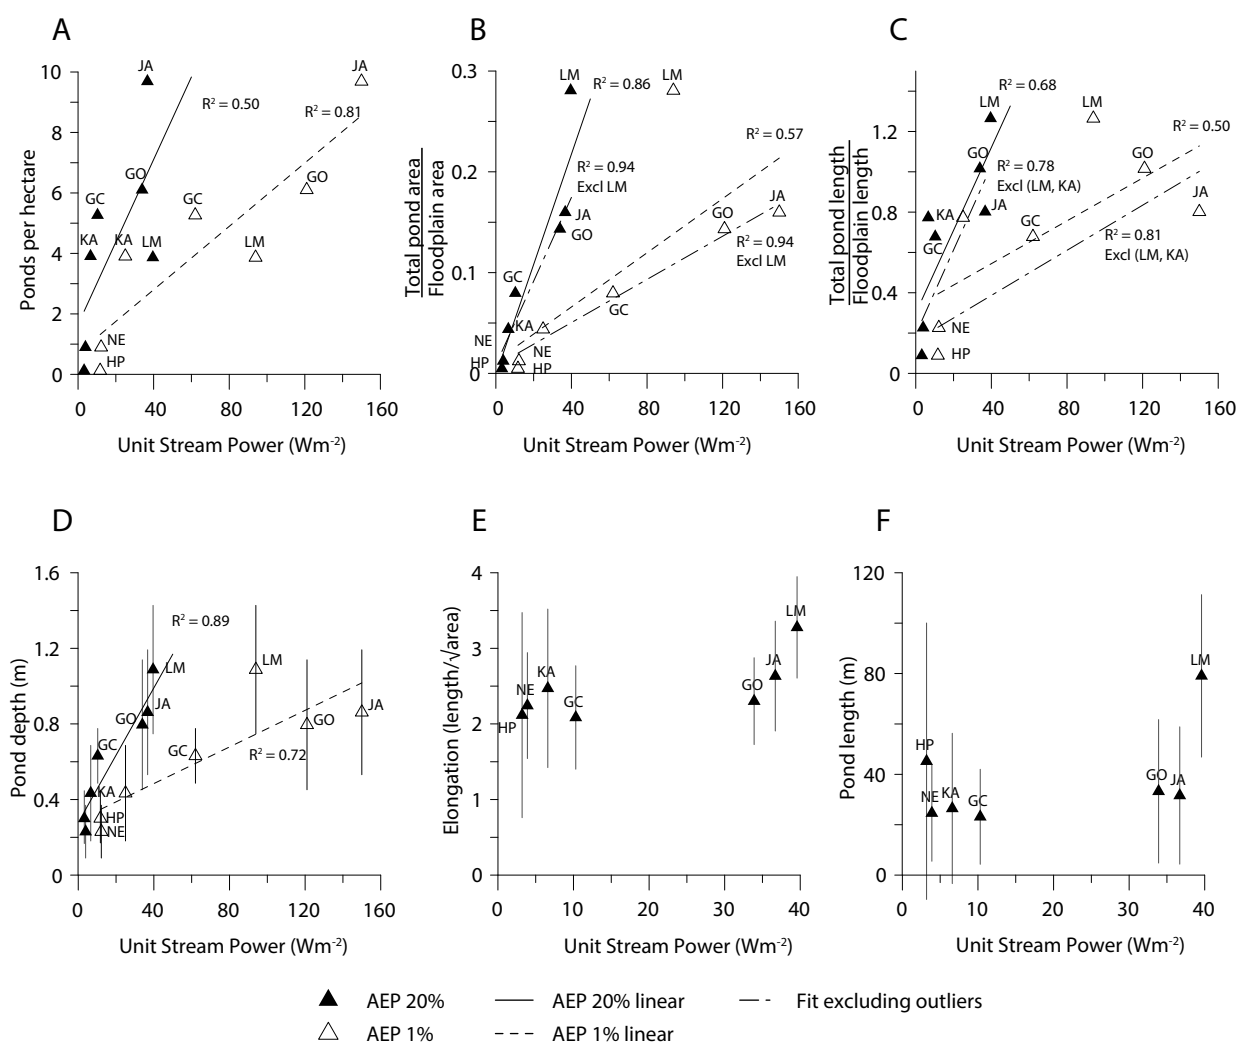 A
B
C
JA
JA
R² = 0.50
R² = 0.81
GO
GO
GC
GC
KA
KA
LM
LM
NE
HP
10
8
6
4
2
0
Ponds per hectare
0 40 80 120 160
Unit Stream Power (Wm⁻²)
LM
LM
R² = 0.86
R² = 0.57
R² = 0.94
Excl LM
JA
GO
JA
GO
R² = 0.94
Excl LM
GC
GC
KA
NE
NE
HP
HP
0.3
0.2
0.1
0
Total pond area
Floodplain area
0 40 80 120 160
Unit Stream Power (Wm⁻²)
R² = 0.68
LM
LM
R² = 0.50
GO
GO
R² = 0.78
Excl (LM, KA)
JA
JA
KA
GC
GC
R² = 0.81
Excl (LM, KA)
NE
HP
1.2
0.8
0.4
0
Total pond length
Floodplain length
0 40 80 120 160
Unit Stream Power (Wm⁻²)
D
E
F
1.6
1.2
0.8
0.4
0
Pond depth (m)
R² = 0.89
LM
LM
JA
JA
GO
GO
GC
GC
R² = 0.72
KA
HP
NE
0 40 80 120 160
Unit Stream Power (Wm⁻²)
4
3
2
1
0
Elongation (length/√area)
LM
JA
KA
GO
NE
GC
HP
0 10 20 30 40
Unit Stream Power (Wm⁻²)
120
80
40
0
Pond length (m)
LM
HP
GO
JA
NE
KA
GC
0 10 20 30 40
Unit Stream Power (Wm⁻²)
AEP 20% AEP 20% linear Fit excluding outliers
AEP 1% AEP 1% linear